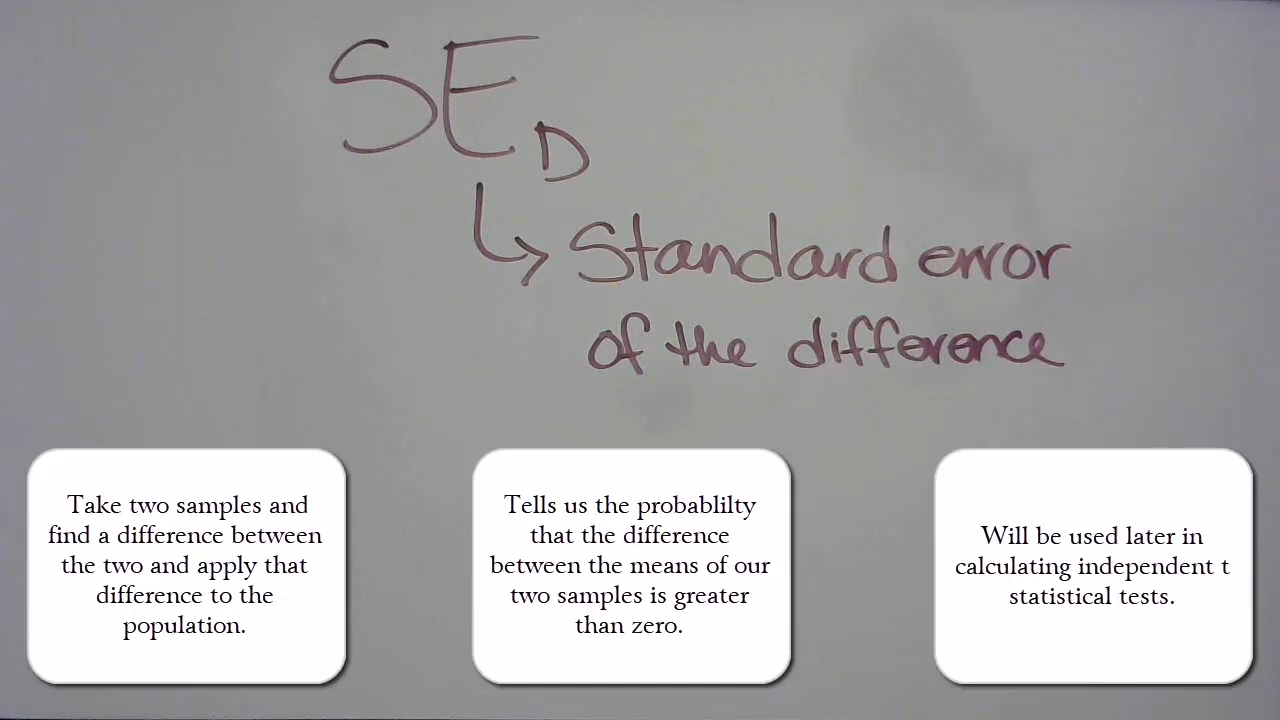 SE_D
↳ Standard error
of the difference
Take two samples and
find a difference between
the two and apply that
difference to the
population.
Tells us the probablilty
that the difference
between the means of our
two samples is greater
than zero.
Will be used later in
calculating independent t
statistical tests.